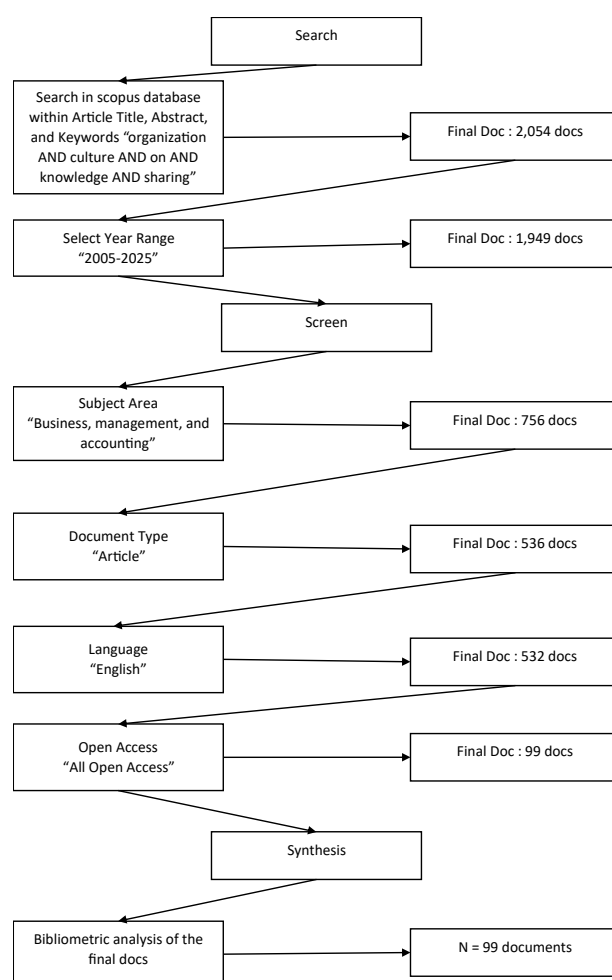 Search
Search in scopus database
within Article Title, Abstract,
and Keywords “organization
AND culture AND on AND
knowledge AND sharing”
Final Doc : 2,054 docs
Select Year Range
“2005-2025”
Final Doc : 1,949 docs
Screen
Subject Area
“Business, management, and
accounting”
Final Doc : 756 docs
Document Type
“Article”
Final Doc : 536 docs
Language
“English”
Final Doc : 532 docs
Open Access
“All Open Access”
Final Doc : 99 docs
Synthesis
Bibliometric analysis of the
final docs
N = 99 documents